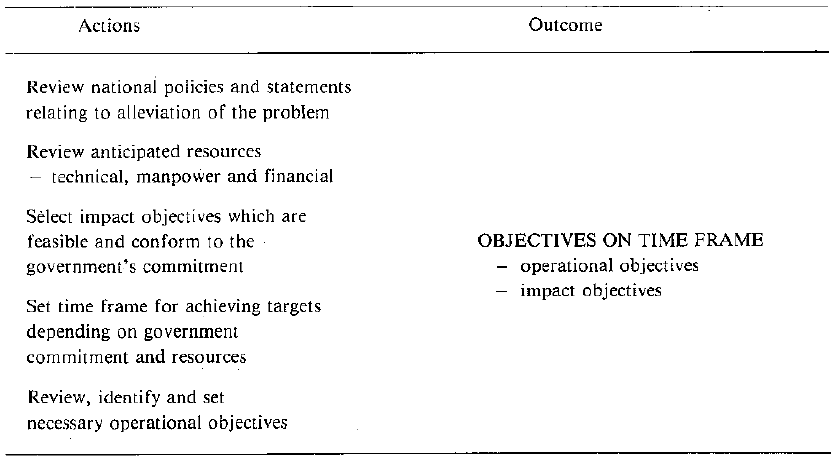 Actions Outcome
Review national policies and statements
relating to alleviation of the problem
Review anticipated resources
– technical, manpower and financial
Select impact objectives which are
feasible and conform to the
government's commitment
OBJECTIVES ON TIME FRAME
– operational objectives
– impact objectives
Set time frame for achieving targets
depending on government
commitment and resources
Review, identify and set
necessary operational objectives